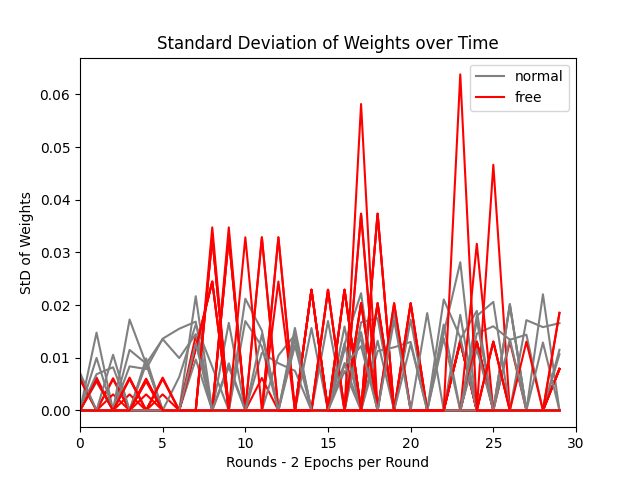 Standard Deviation of Weights over Time
normal
free
StD of Weights
0.06
0.05
0.04
0.03
0.02
0.01
0.00
0 5 10 15 20 25 30
Rounds - 2 Epochs per Round